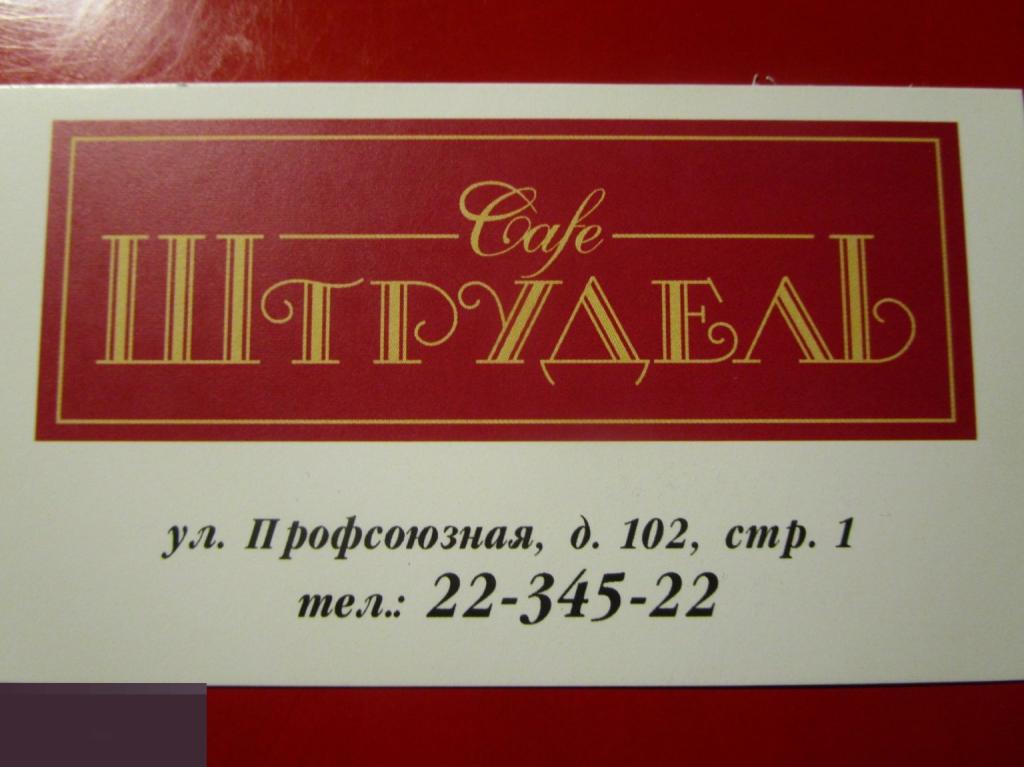 Cafe
ШТРУДЕЛЬ
ул. Профсоюзная, д. 102, стр. 1
тел.: 22-345-22